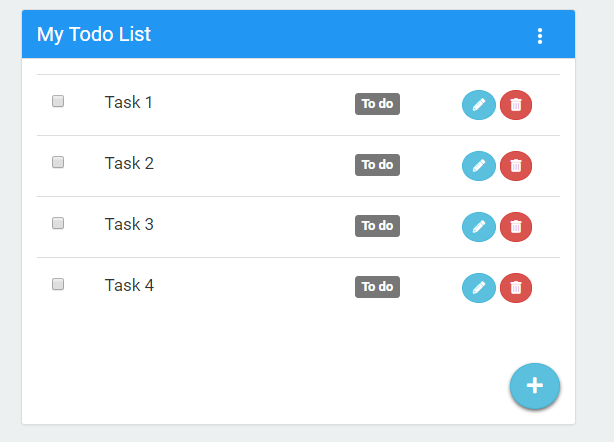 My Todo List
Task 1 To do
Task 2 To do
Task 3 To do
Task 4 To do